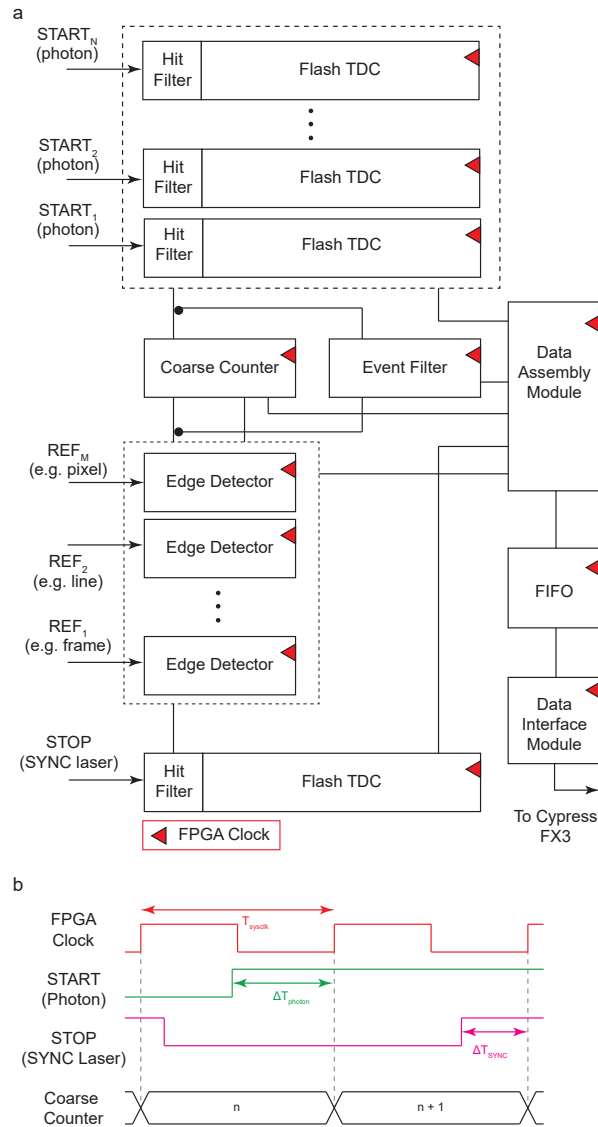 a
START_N
(photon)
Hit
Filter
Flash TDC
START_2
(photon)
Hit
Filter
Flash TDC
START_1
(photon)
Hit
Filter
Flash TDC
Coarse Counter
Event Filter
Data
Assembly
Module
REF_M
(e.g. pixel)
Edge Detector
REF_2
(e.g. line)
Edge Detector
REF_1
(e.g. frame)
Edge Detector
FIFO
Data
Interface
Module
STOP
(SYNC laser)
Hit
Filter
Flash TDC
To Cypress
FX3
FPGA Clock
b
FPGA
Clock
T_sysclk
START
(Photon)
ΔT_photon
STOP
(SYNC Laser)
ΔT_SYNC
Coarse
Counter
n
n + 1